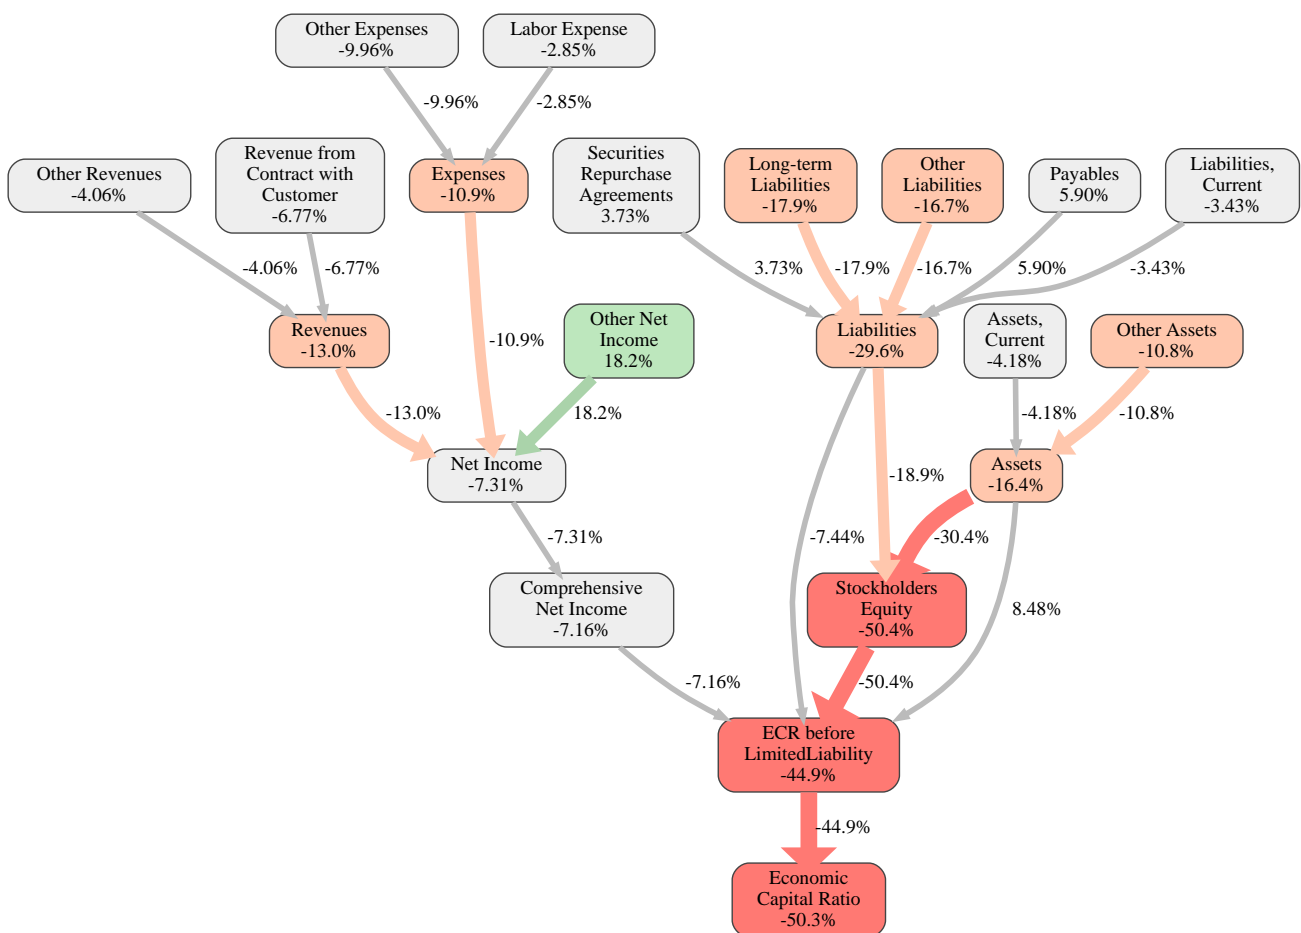 Other Expenses
-9.96%
Labor Expense
-2.85%
-9.96%
-2.85%
Other Revenues
-4.06%
Revenue from
Contract with
Customer
-6.77%
Expenses
-10.9%
Securities
Repurchase
Agreements
3.73%
Long-term
Liabilities
-17.9%
Other
Liabilities
-16.7%
Payables
5.90%
Liabilities,
Current
-3.43%
-4.06%
-6.77%
3.73%
-17.9%
-16.7%
5.90%
-3.43%
Revenues
-13.0%
-10.9%
Other Net
Income
18.2%
Liabilities
-29.6%
Assets,
Current
-4.18%
Other Assets
-10.8%
-13.0%
18.2%
-4.18%
-10.8%
Net Income
-7.31%
-18.9%
Assets
-16.4%
-7.31%
-7.44%
-30.4%
Comprehensive
Net Income
-7.16%
Stockholders
Equity
-50.4%
8.48%
-7.16%
-50.4%
ECR before
LimitedLiability
-44.9%
-44.9%
Economic
Capital Ratio
-50.3%